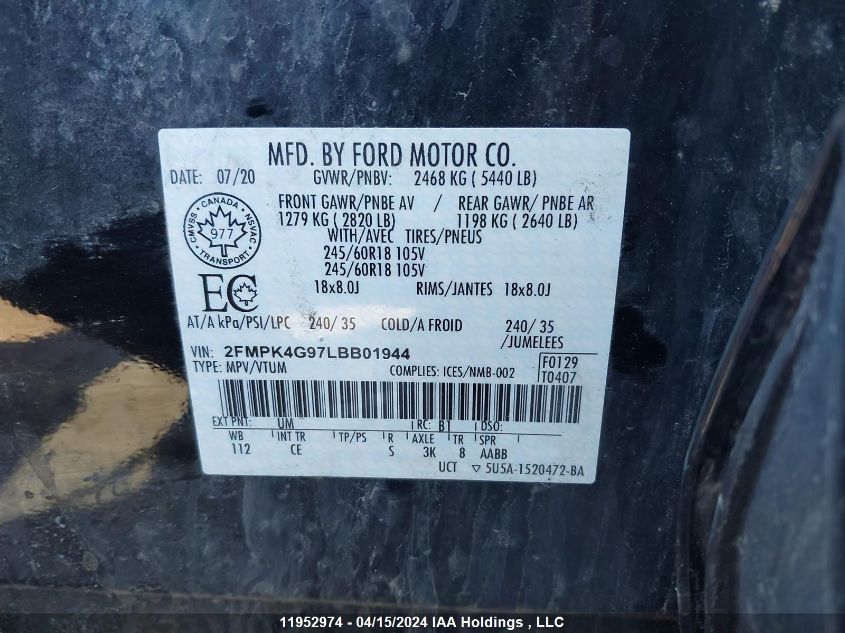 MFD. BY FORD MOTOR CO.
DATE: 07/20 GVWR/PNBV: 2468 KG ( 5440 LB)
FRONT GAWR/PNBE AV / REAR GAWR/ PNBE AR
1279 KG ( 2820 LB) 1198 KG ( 2640 LB)
WITH/AVEC TIRES/PNEUS
245/60R18 105V
245/60R18 105V
18x8.0J RIMS/JANTES 18x8.0J
CANADA
CMVSS NSVAC
977
TRANSPORT
EC
AT/A kPa/PSI/LPC 240/ 35 COLD/A FROID 240/ 35
/JUMELEES
VIN: 2FMPK4G97LBB01944
TYPE: MPV/VTUM COMPLIES: ICES/NMB-002
F0129
T0407
EXT PNT: UM RC: B1 DSO:
WB INT TR TP/PS R AXLE TR SPR
112 CE S 3K 8 AABB
UCT ▽ 5U5A-1520472-BA
11952974 - 04/15/2024 IAA Holdings , LLC